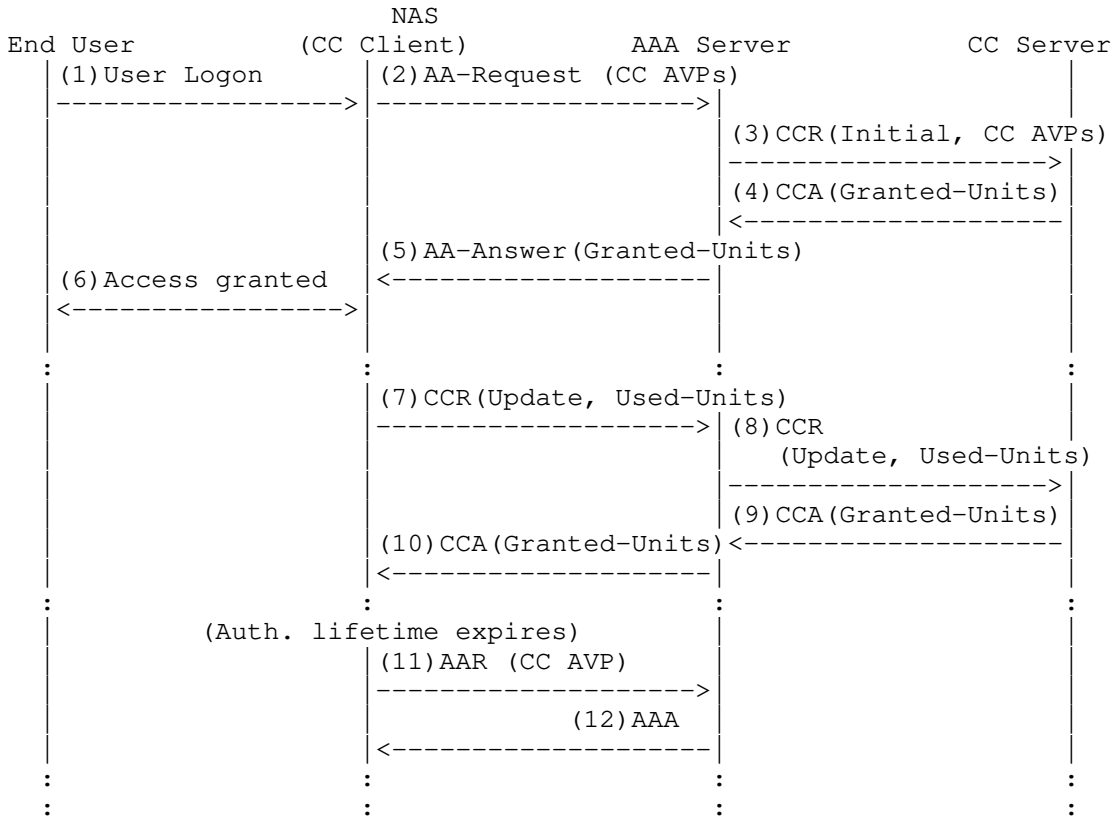 NAS
End User (CC Client) AAA Server CC Server
(1)User Logon (2)AA-Request (CC AVPs)
(3)CCR(Initial, CC AVPs)
(4)CCA(Granted-Units)
(5)AA-Answer(Granted-Units)
(6)Access granted
(7)CCR(Update, Used-Units)
(8)CCR
(Update, Used-Units)
(9)CCA(Granted-Units)
(10)CCA(Granted-Units)
(Auth. lifetime expires)
(11)AAR (CC AVP)
(12)AAA